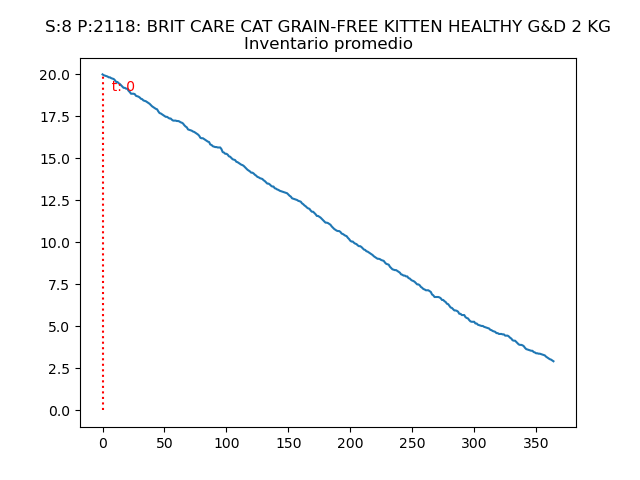 S:8 P:2118: BRIT CARE CAT GRAIN-FREE KITTEN HEALTHY G&D 2 KG
Inventario promedio
20.0
t: 0
17.5
15.0
12.5
10.0
7.5
5.0
2.5
0.0
0 50 100 150 200 250 300 350